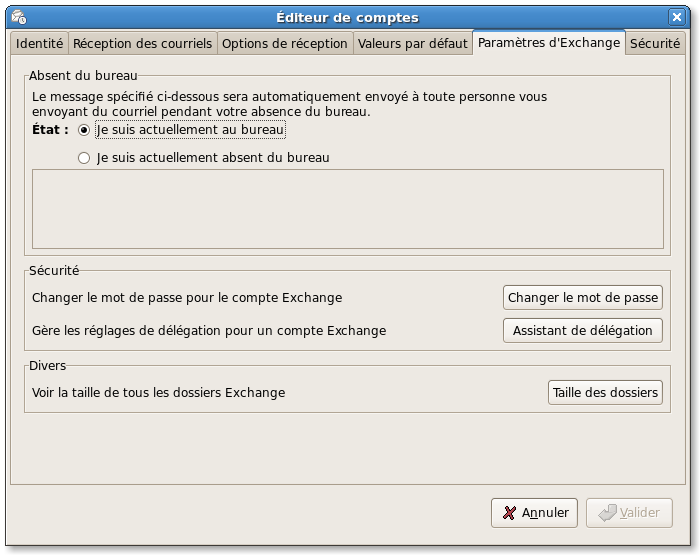 Éditeur de comptes
Identité Réception des courriels Options de réception Valeurs par défaut Paramètres d'Exchange Sécurité
Absent du bureau
Le message spécifié ci-dessous sera automatiquement envoyé à toute personne vous
envoyant du courriel pendant votre absence du bureau.
État : Je suis actuellement au bureau
Je suis actuellement absent du bureau
Sécurité
Changer le mot de passe pour le compte Exchange Changer le mot de passe
Gère les réglages de délégation pour un compte Exchange Assistant de délégation
Divers
Voir la taille de tous les dossiers Exchange Taille des dossiers
Annuler Valider